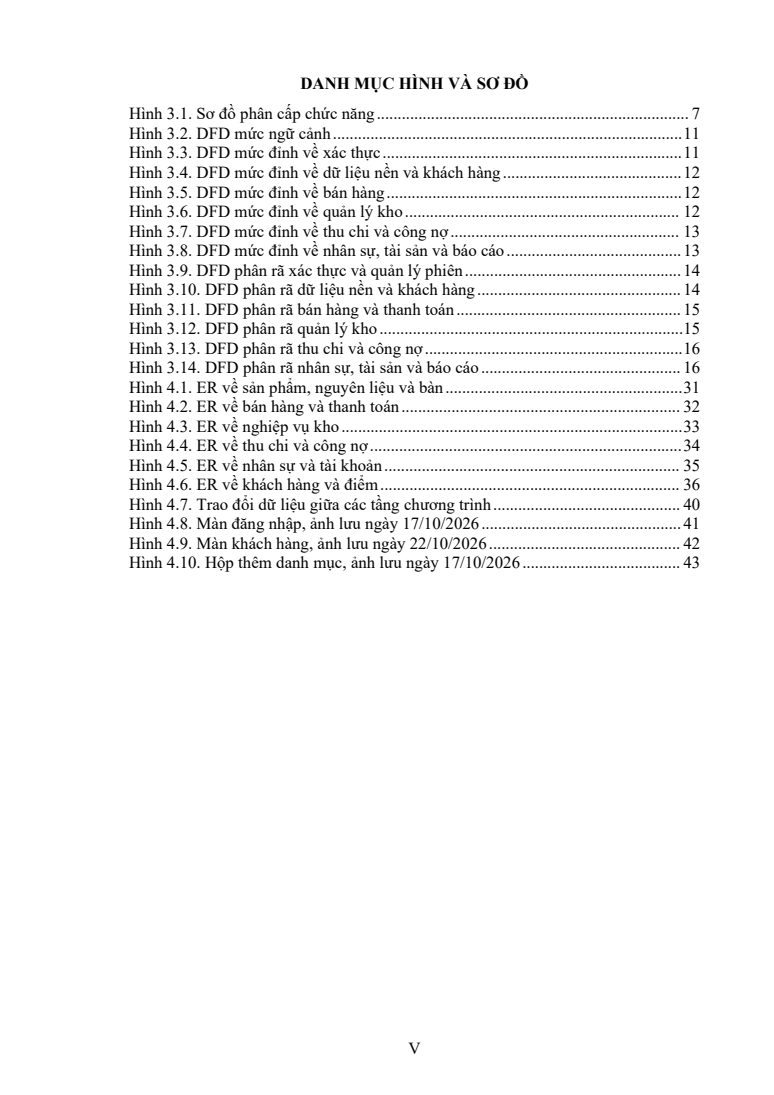 DANH MỤC HÌNH VÀ SƠ ĐỒ
Hình 3.1. Sơ đồ phân cấp chức năng ........ 7
Hình 3.2. DFD mức ngữ cảnh ........ 11
Hình 3.3. DFD mức đỉnh về xác thực ........ 11
Hình 3.4. DFD mức đỉnh về dữ liệu nền và khách hàng ........ 12
Hình 3.5. DFD mức đỉnh về bán hàng ........ 12
Hình 3.6. DFD mức đỉnh về quản lý kho ........ 12
Hình 3.7. DFD mức đỉnh về thu chi và công nợ ........ 13
Hình 3.8. DFD mức đỉnh về nhân sự, tài sản và báo cáo ........ 13
Hình 3.9. DFD phân rã xác thực và quản lý phiên ........ 14
Hình 3.10. DFD phân rã dữ liệu nền và khách hàng ........ 14
Hình 3.11. DFD phân rã bán hàng và thanh toán ........ 15
Hình 3.12. DFD phân rã quản lý kho ........ 15
Hình 3.13. DFD phân rã thu chi và công nợ ........ 16
Hình 3.14. DFD phân rã nhân sự, tài sản và báo cáo ........ 16
Hình 4.1. ER về sản phẩm, nguyên liệu và bàn ........ 31
Hình 4.2. ER về bán hàng và thanh toán ........ 32
Hình 4.3. ER về nghiệp vụ kho ........ 33
Hình 4.4. ER về thu chi và công nợ ........ 34
Hình 4.5. ER về nhân sự và tài khoản ........ 35
Hình 4.6. ER về khách hàng và điểm ........ 36
Hình 4.7. Trao đổi dữ liệu giữa các tầng chương trình ........ 40
Hình 4.8. Màn đăng nhập, ảnh lưu ngày 17/10/2026 ........ 41
Hình 4.9. Màn khách hàng, ảnh lưu ngày 22/10/2026 ........ 42
Hình 4.10. Hộp thêm danh mục, ảnh lưu ngày 17/10/2026 ........ 43
V